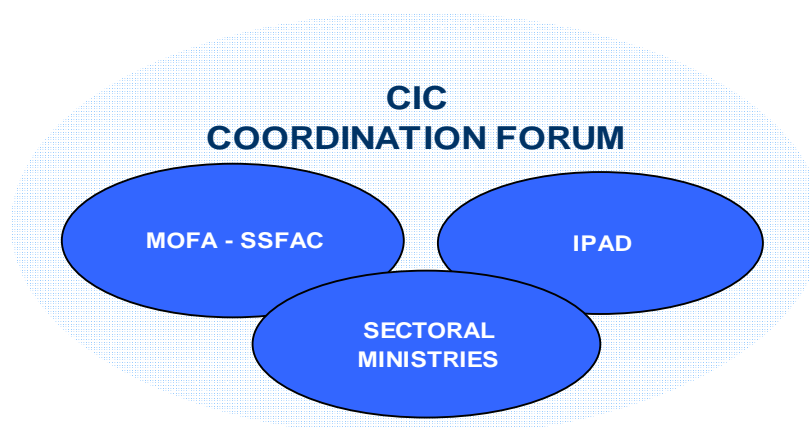 CIC
COORDINATION FORUM
MOFA - SSFAC
IPAD
SECTORAL
MINISTRIES